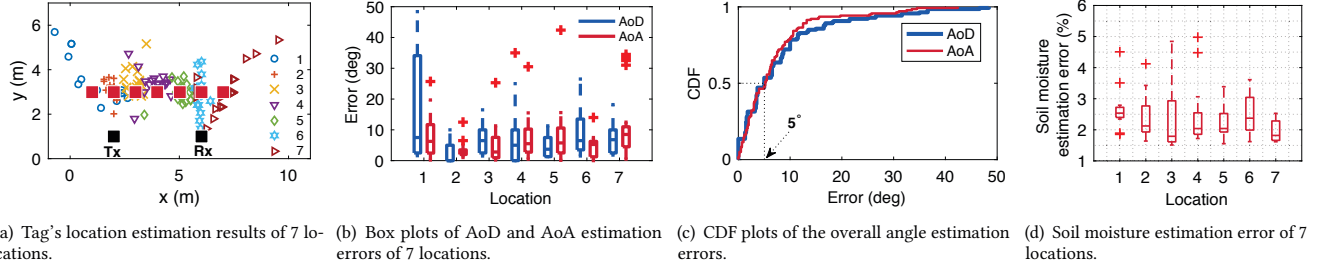 6
4
2
0
y (m)
0 5 10
x (m)
Tx
Rx
1
2
3
4
5
6
7
50
40
30
20
10
0
Error (deg)
1 2 3 4 5 6 7
Location
AoD
AoA
1
0.5
0
CDF
0 10 20 30 40 50
Error (deg)
AoD
AoA
5°
6
5
4
3
2
1
Soil moisture
estimation error (%)
1 2 3 4 5 6 7
Location
a) Tag's location estimation results of 7 lo-
cations.
(b) Box plots of AoD and AoA estimation
errors of 7 locations.
(c) CDF plots of the overall angle estimation
errors.
(d) Soil moisture estimation error of 7
locations.